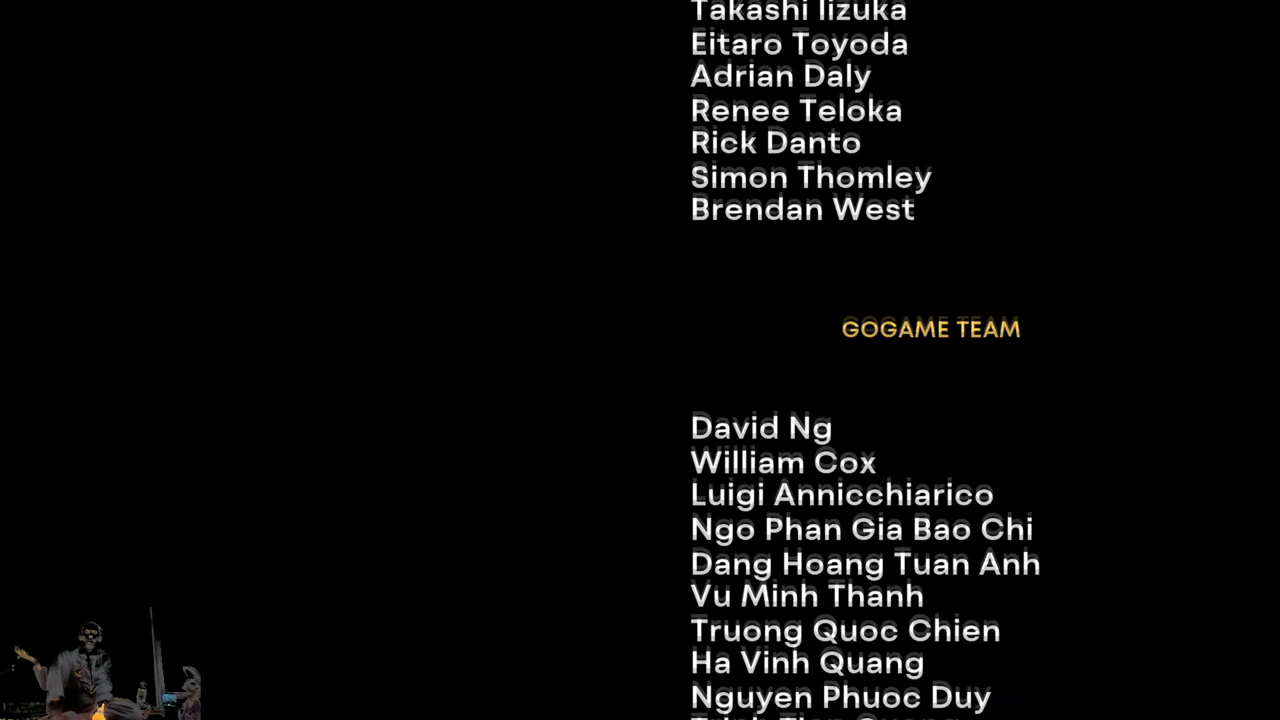 Takashi Iizuka
Eitaro Toyoda
Adrian Daly
Renee Teloka
Rick Danto
Simon Thomley
Brendan West
GOGAME TEAM
David Ng
William Cox
Luigi Annicchiarico
Ngo Phan Gia Bao Chi
Dang Hoang Tuan Anh
Vu Minh Thanh
Truong Quoc Chien
Ha Vinh Quang
Nguyen Phuoc Duy